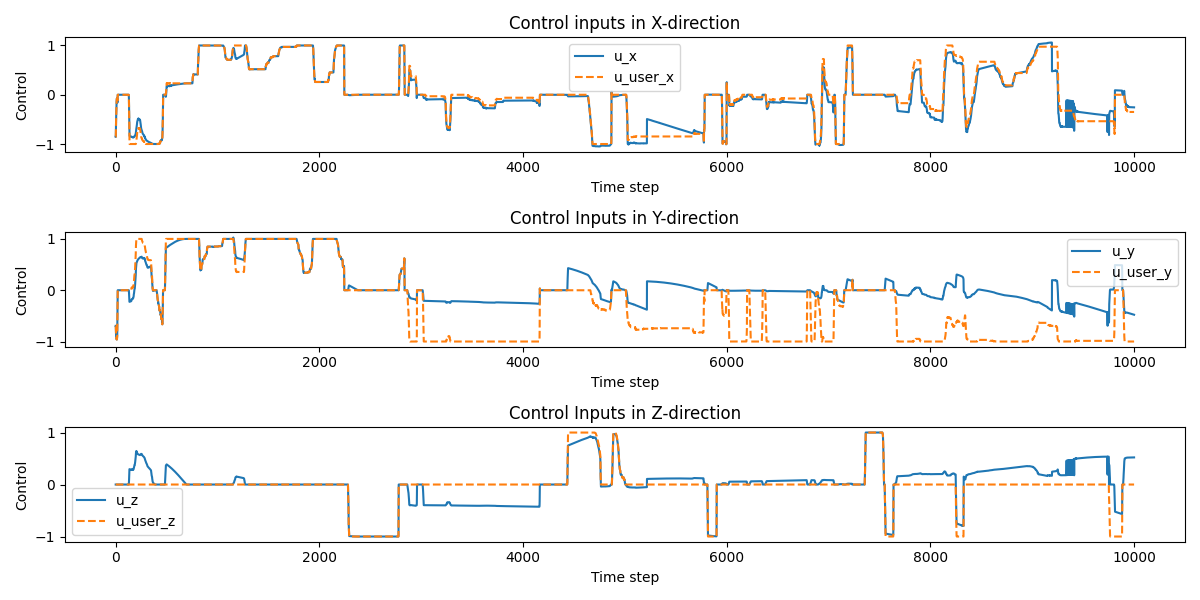 Control inputs in X-direction
Control
1
0
−1
u_x
u_user_x
0 2000 4000 6000 8000 10000
Time step
Control Inputs in Y-direction
Control
1
0
−1
u_y
u_user_y
0 2000 4000 6000 8000 10000
Time step
Control Inputs in Z-direction
Control
1
0
−1
u_z
u_user_z
0 2000 4000 6000 8000 10000
Time step